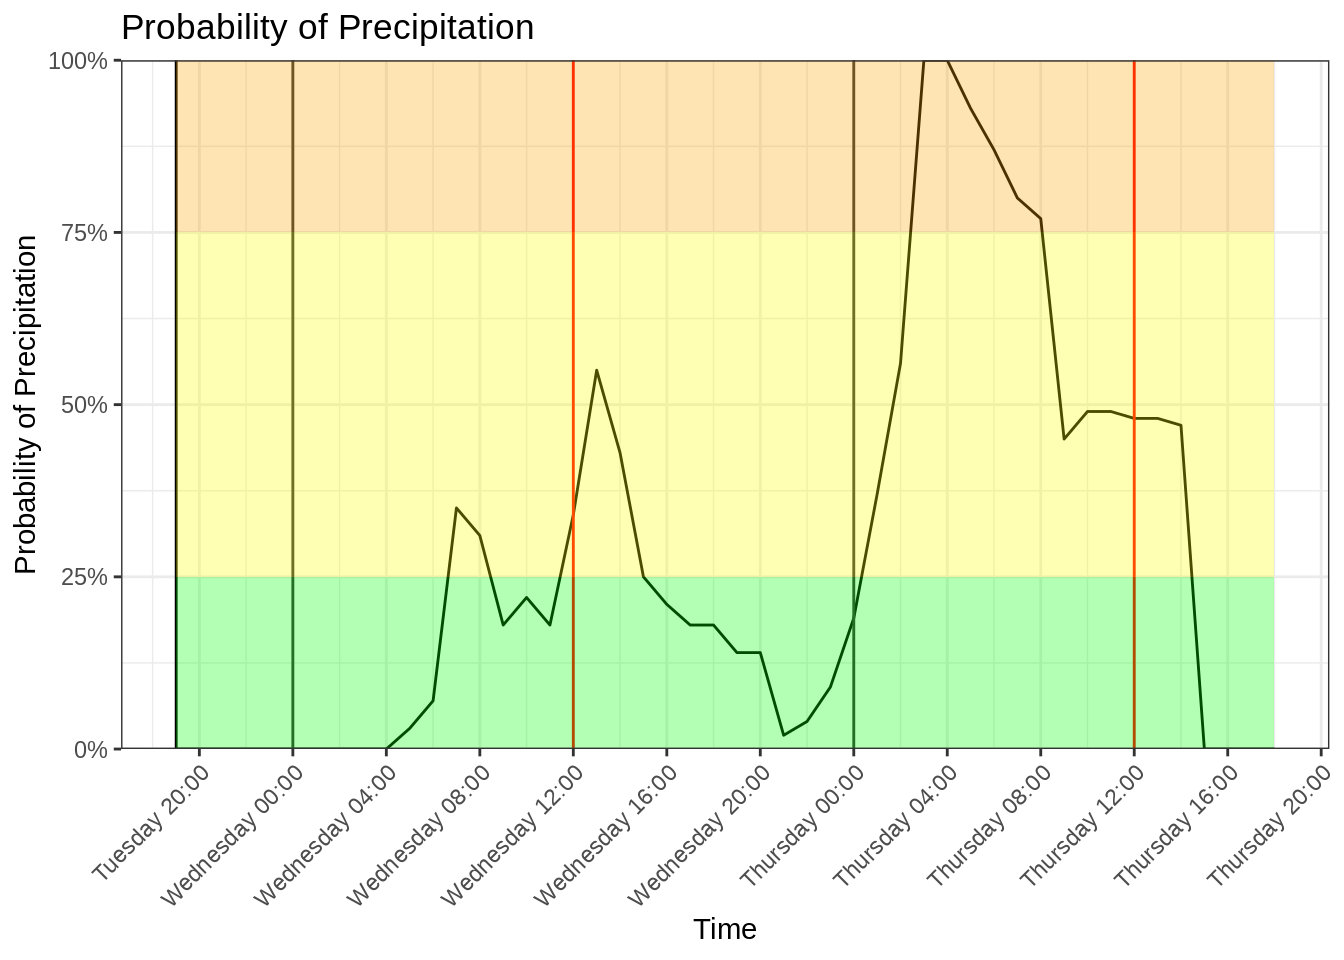 Probability of Precipitation
100%
75%
50%
25%
0%
Probability of Precipitation
Tuesday 20:00
Wednesday 00:00
Wednesday 04:00
Wednesday 08:00
Wednesday 12:00
Wednesday 16:00
Wednesday 20:00
Thursday 00:00
Thursday 04:00
Thursday 08:00
Thursday 12:00
Thursday 16:00
Thursday 20:00
Time